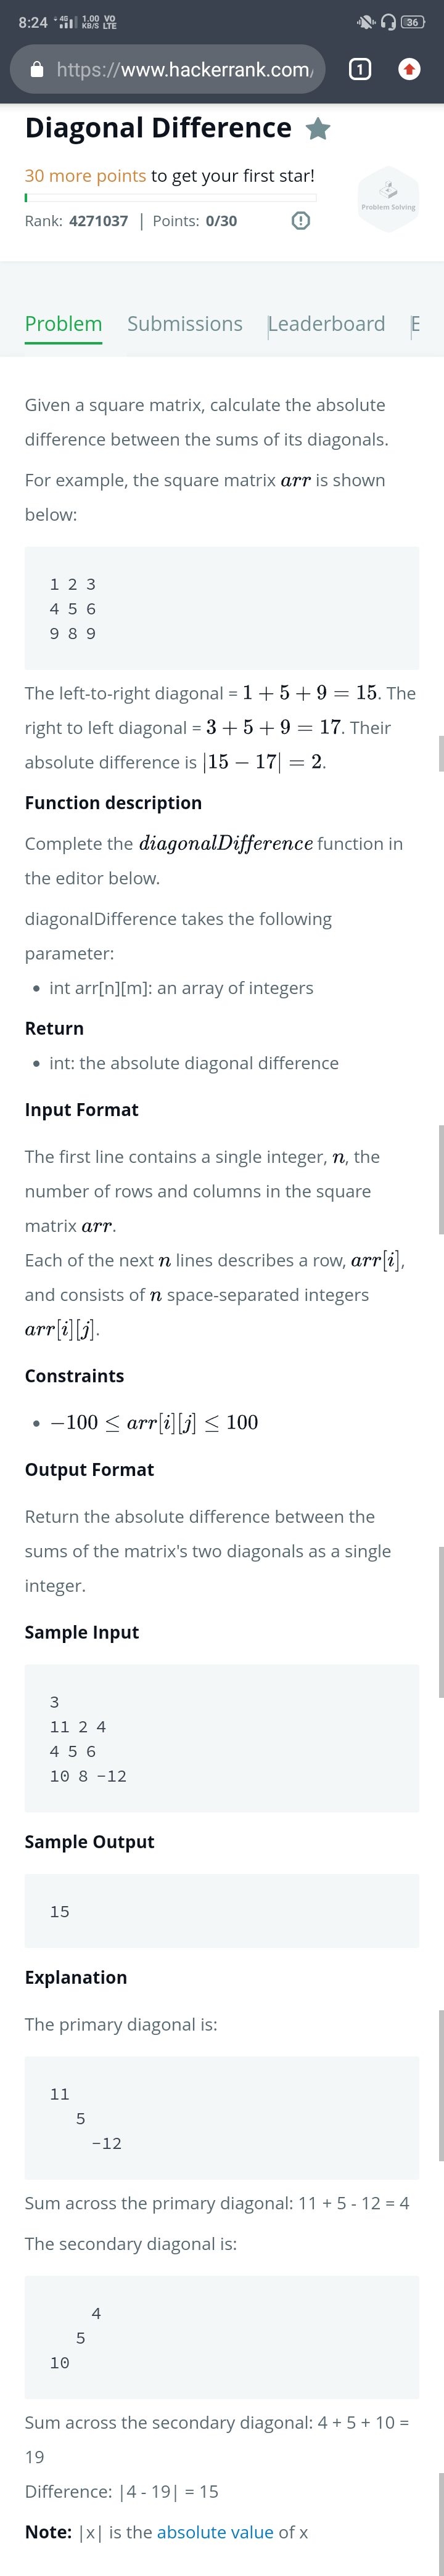 8:24 4G 1.00 KB/S VO LTE 36
https://www.hackerrank.com/ 1
Diagonal Difference
30 more points to get your first star!
Rank: 4271037 | Points: 0/30
Problem Solving
Problem Submissions Leaderboard E
Given a square matrix, calculate the absolute
difference between the sums of its diagonals.
For example, the square matrix arr is shown
below:
1 2 3
4 5 6
9 8 9
The left-to-right diagonal = 1 + 5 + 9 = 15. The
right to left diagonal = 3 + 5 + 9 = 17. Their
absolute difference is |15 − 17| = 2.
Function description
Complete the diagonalDifference function in
the editor below.
diagonalDifference takes the following
parameter:
• int arr[n][m]: an array of integers
Return
• int: the absolute diagonal difference
Input Format
The first line contains a single integer, n, the
number of rows and columns in the square
matrix arr.
Each of the next n lines describes a row, arr[i],
and consists of n space-separated integers
arr[i][j].
Constraints
• −100 ≤ arr[i][j] ≤ 100
Output Format
Return the absolute difference between the
sums of the matrix's two diagonals as a single
integer.
Sample Input
3
11 2 4
4 5 6
10 8 -12
Sample Output
15
Explanation
The primary diagonal is:
11
5
-12
Sum across the primary diagonal: 11 + 5 - 12 = 4
The secondary diagonal is:
4
5
10
Sum across the secondary diagonal: 4 + 5 + 10 =
19
Difference: |4 - 19| = 15
Note: |x| is the absolute value of x